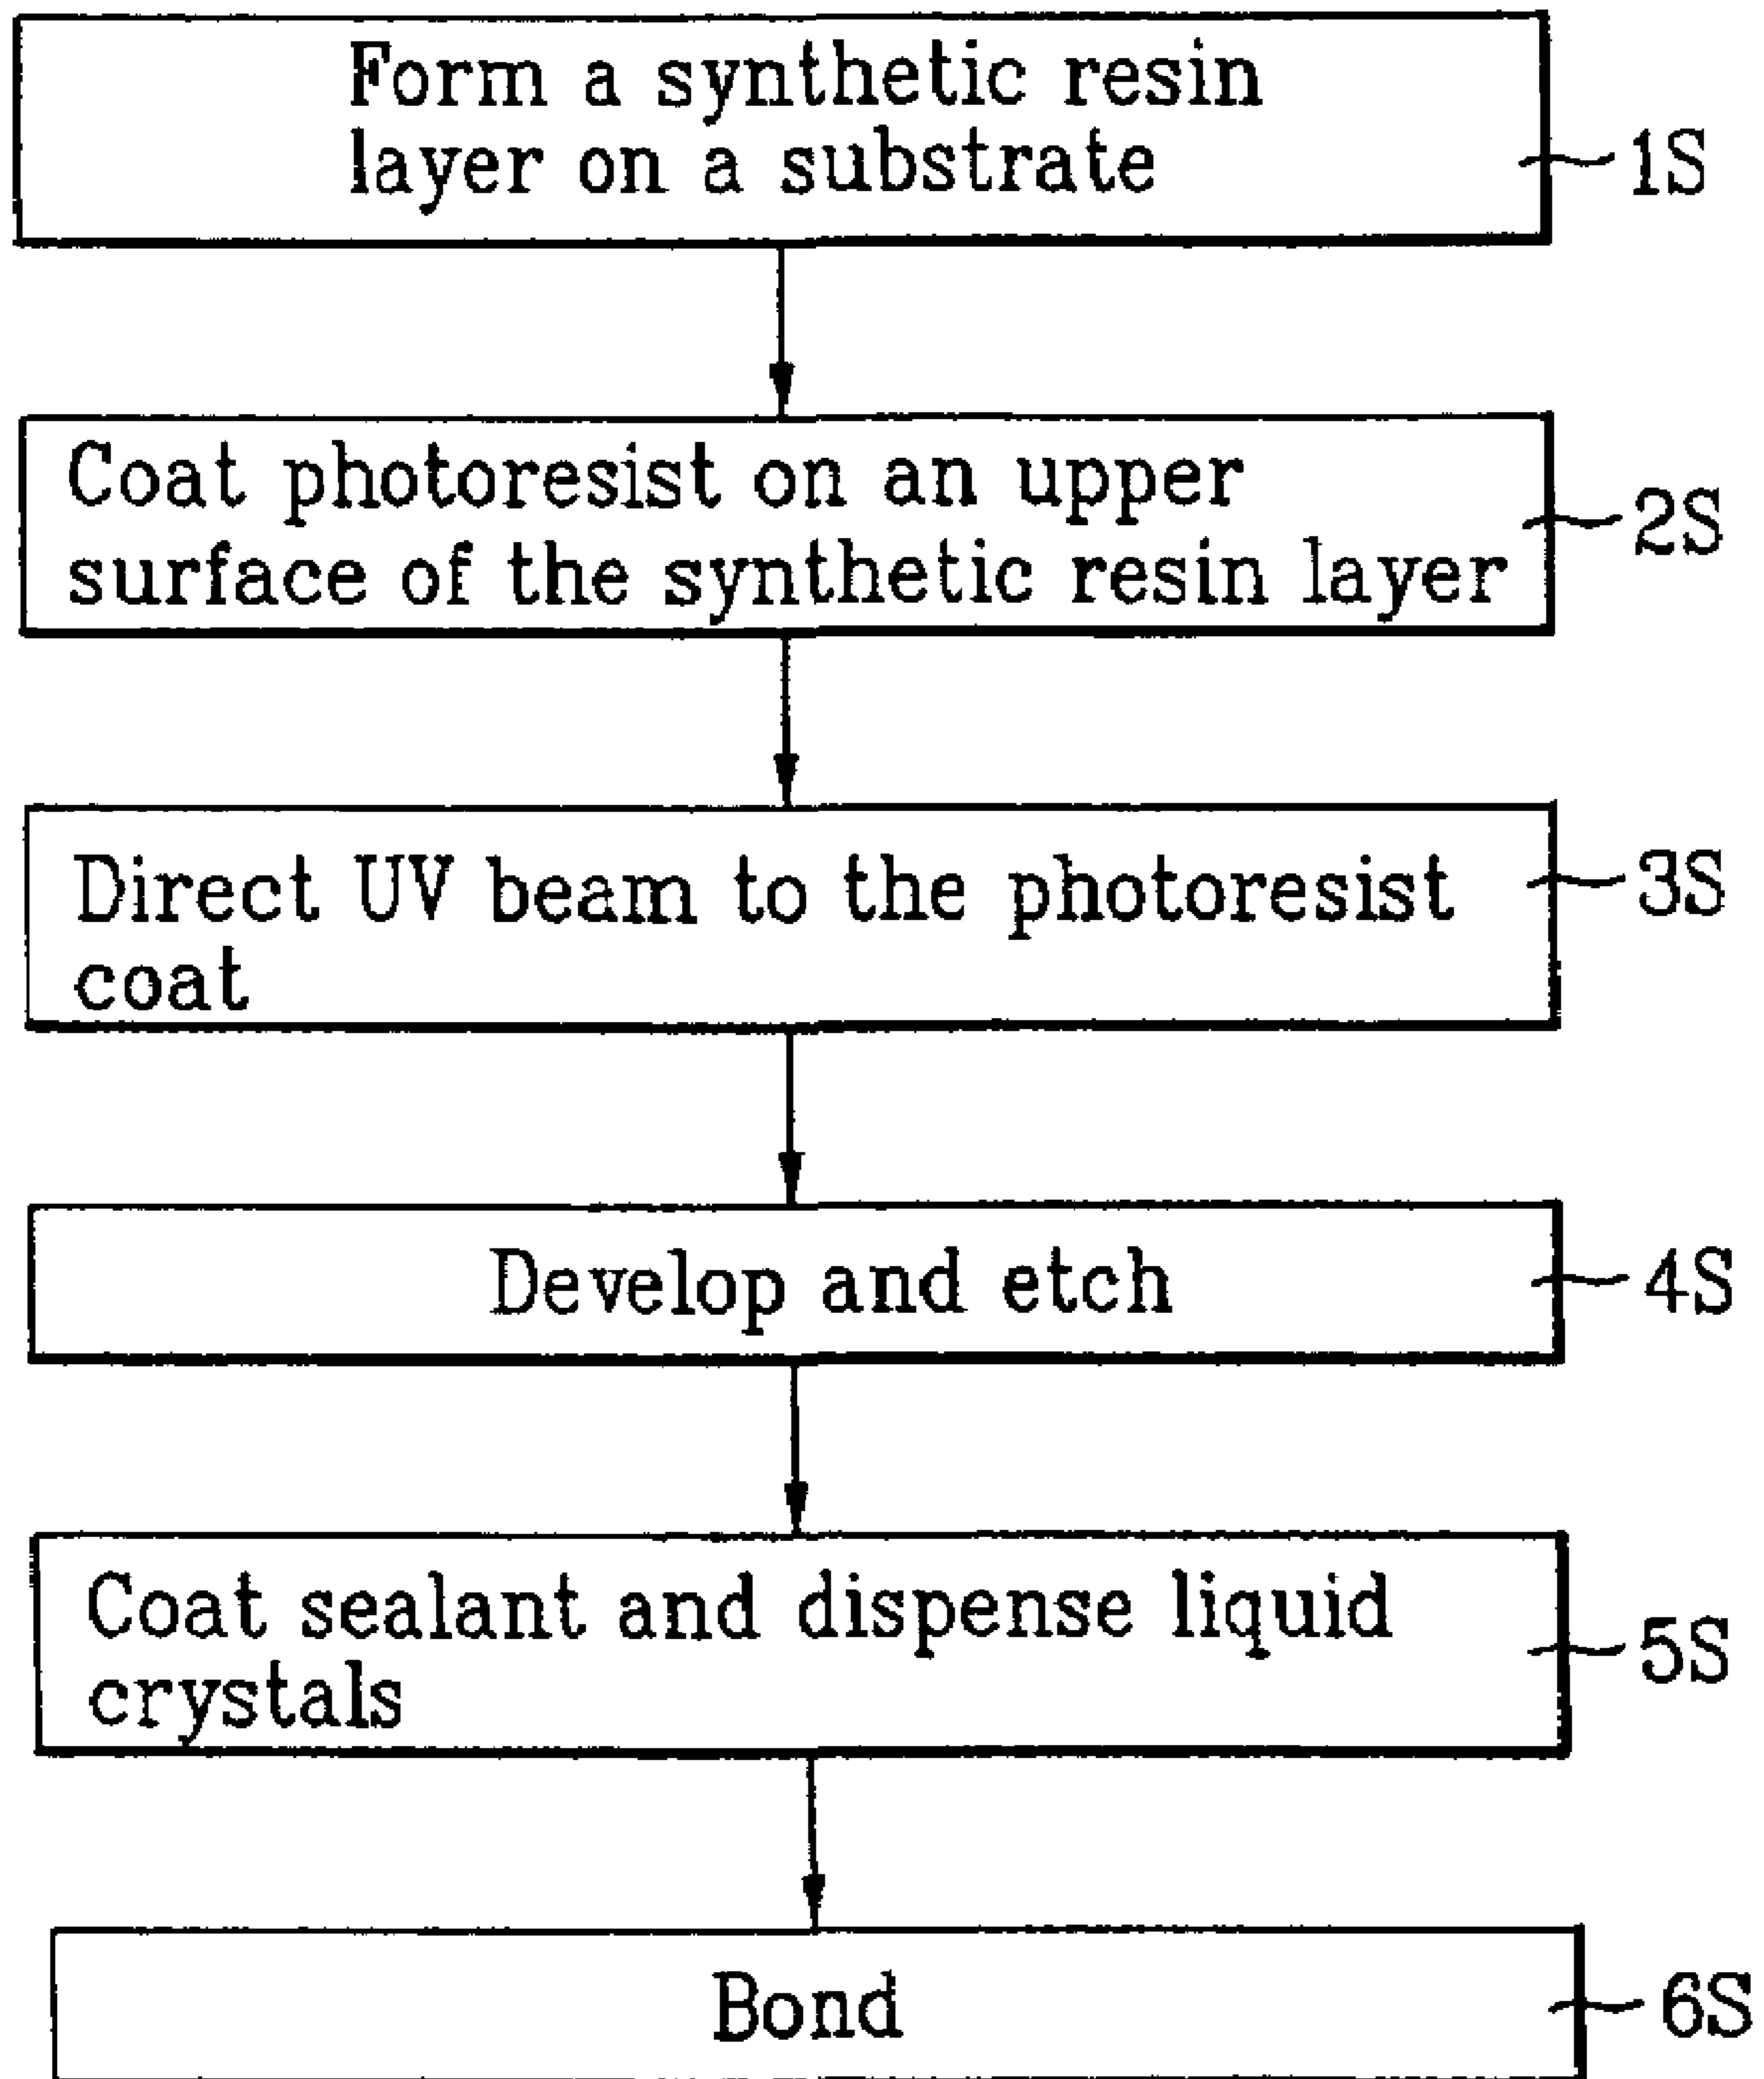 Form a synthetic resin
layer on a substrate
1S
Coat photoresist on an upper
surface of the synthetic resin layer
2S
Direct UV beam to the photoresist
coat
3S
Develop and etch
4S
Coat sealant and dispense liquid
crystals
5S
Bond
6S